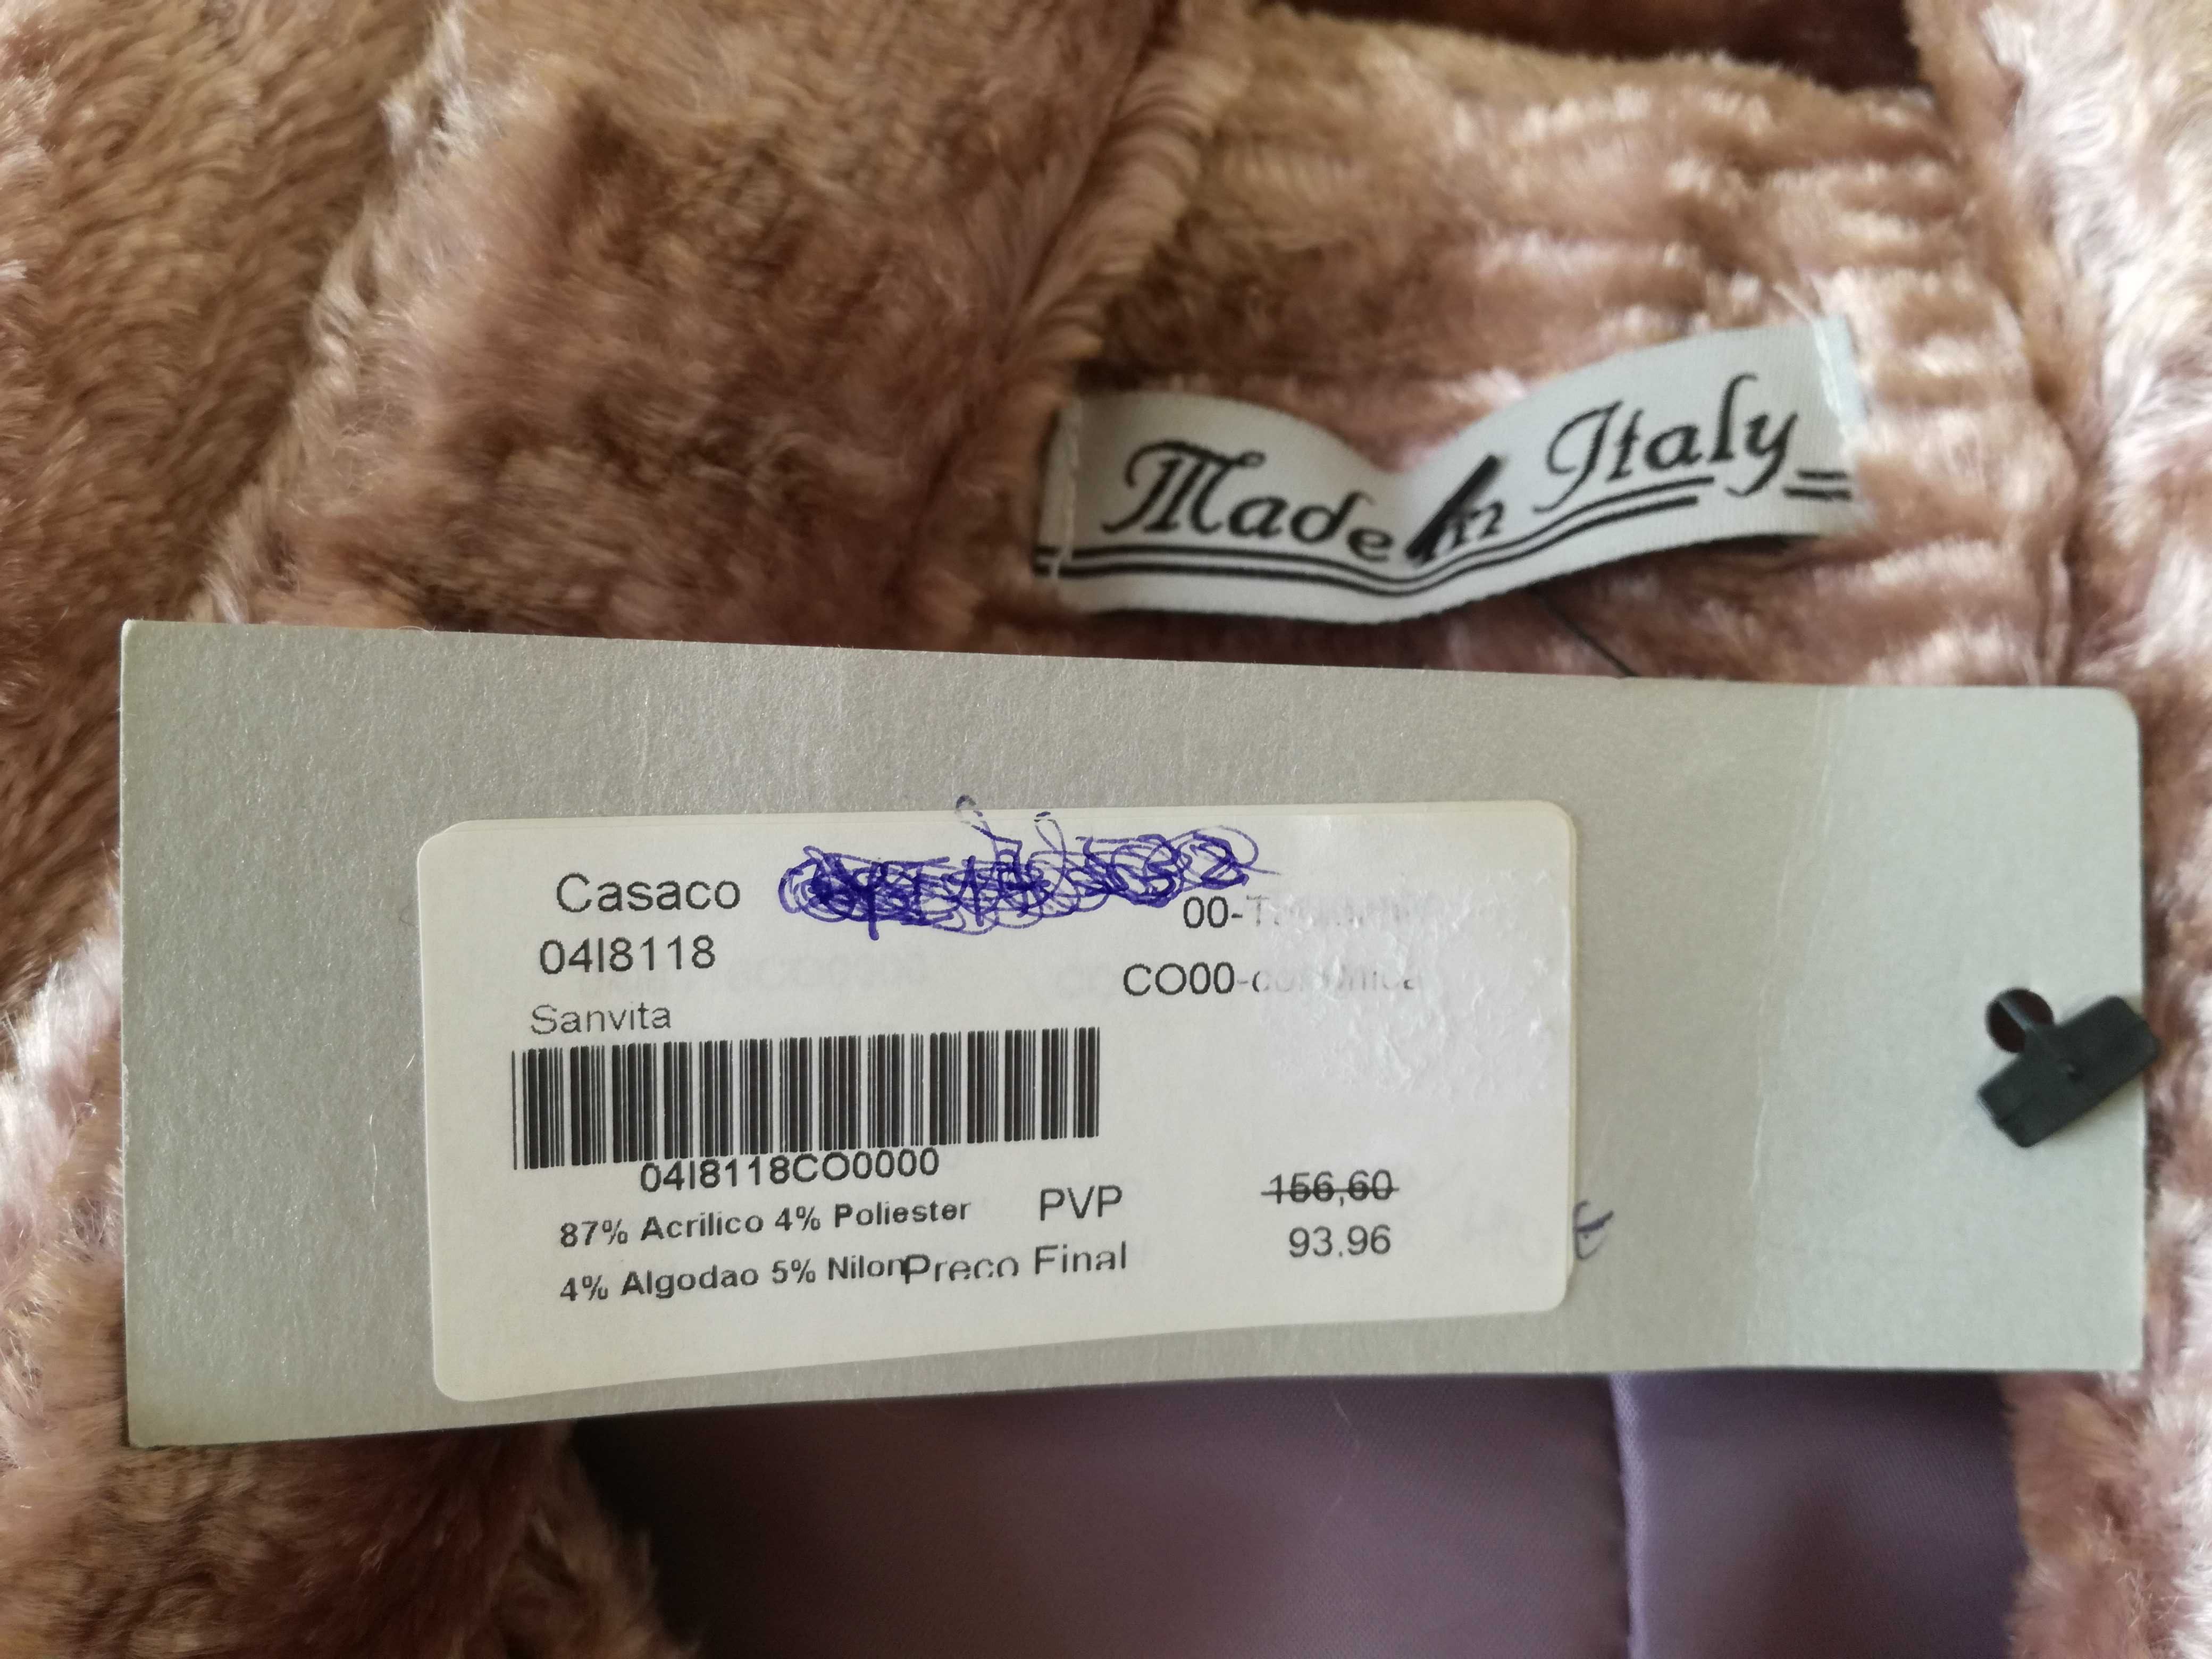 Made In Italy
Casaco
04I8118
00-
Sanvita
CO00-
04I8118CO0000
87% Acrilico 4% Poliester
PVP
156,60
4% Algodao 5% Nilon
Preco Final
93.96